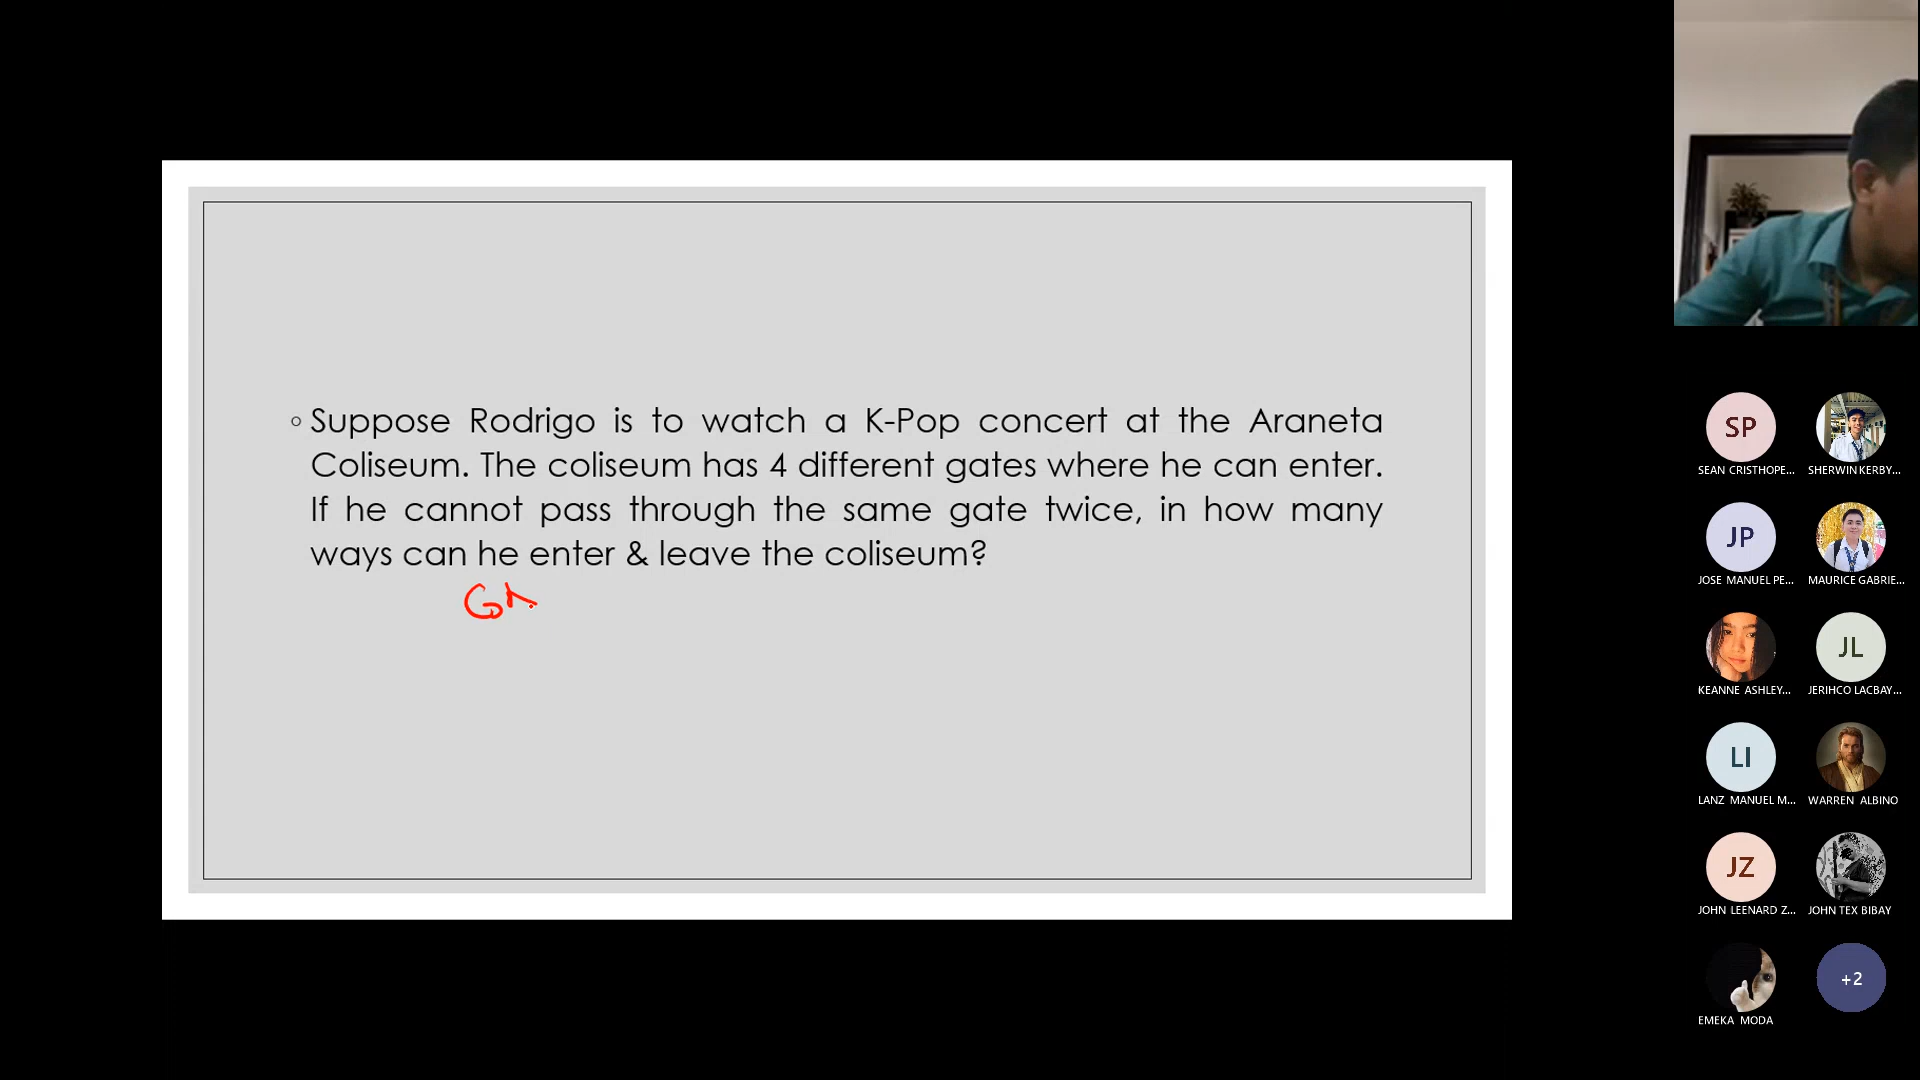 ◦ Suppose Rodrigo is to watch a K-Pop concert at the Araneta
Coliseum. The coliseum has 4 different gates where he can enter.
If he cannot pass through the same gate twice, in how many
ways can he enter & leave the coliseum?
SP
SEAN CRISTHOPE...
SHERWIN KERBY...
JP
JOSE MANUEL PE...
MAURICE GABRIE...
KEANNE ASHLEY...
JL
JERIHCO LACBAY...
LI
LANZ MANUEL M...
WARREN ALBINO
JZ
JOHN LEENARD Z...
JOHN TEX BIBAY
EMEKA MODA
+2